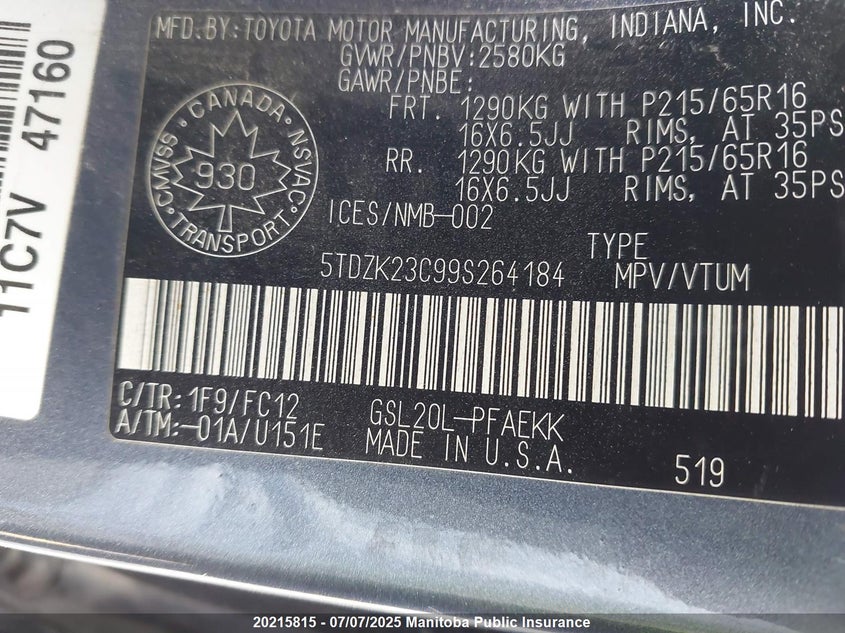 MFD.BY:TOYOTA MOTOR MANUFACTURING, INDIANA, INC.
GVWR/PNBV:2580KG
GAWR/PNBE:
FRT. 1290KG WITH P215/65R16
16X6.5JJ RIMS, AT 35PS
RR. 1290KG WITH P215/65R16
16X6.5JJ RIMS, AT 35PS
CANADA
CMVSS 930 NSVAC
TRANSPORT
ICES/NMB-002
TYPE
5TDZK23C99S264184 MPV/VTUM
C/TR:1F9/FC12 GSL20L-PFAEKK
A/TM:-01A/U151E MADE IN U.S.A.
519
11C7V 47160
20215815 - 07/07/2025 Manitoba Public Insurance